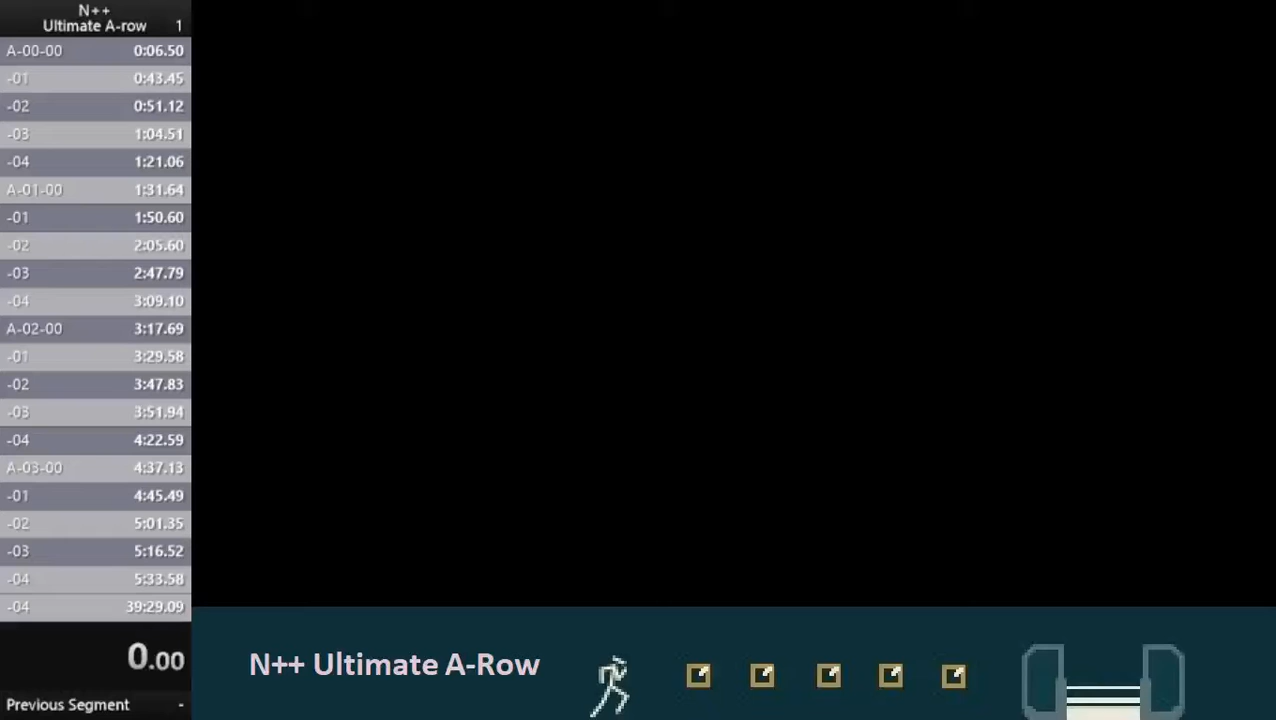 N++
Ultimate A-row 1
A-00-00 0:06.50
-01 0:43.45
-02 0:51.12
-03 1:04.51
-04 1:21.06
A-01-00 1:31.64
-01 1:50.60
-02 2:05.60
-03 2:47.79
-04 3:09.10
A-02-00 3:17.69
-01 3:29.58
-02 3:47.83
-03 3:51.94
-04 4:22.59
A-03-00 4:37.13
-01 4:45.49
-02 5:01.35
-03 5:16.52
-04 5:33.58
-04 39:29.09
0.00
Previous Segment -
N++ Ultimate A-Row